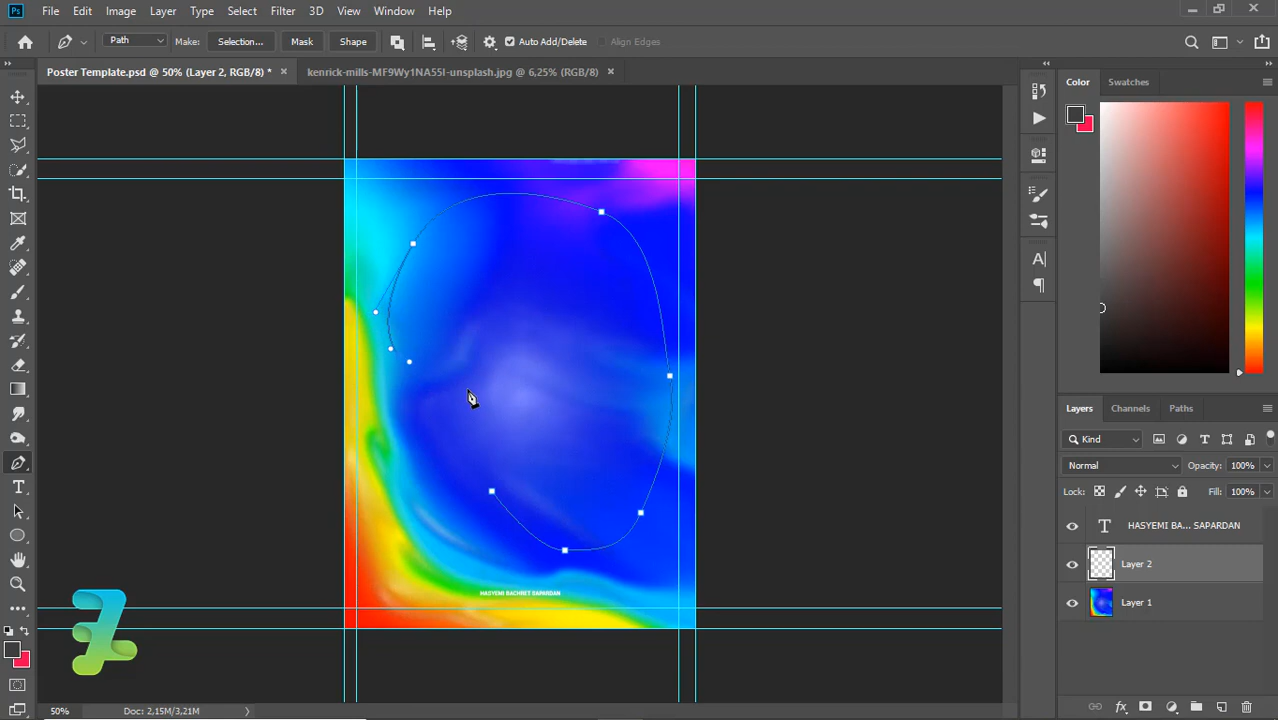 Ps File Edit Image Layer Type Select Filter 3D View Window Help
Path Make: Selection... Mask Shape Auto Add/Delete Align Edges
Poster Template.psd @ 50% (Layer 2, RGB/8) * kenrick-mills-MF9Wy1NA55I-unsplash.jpg @ 6,25% (RGB/8)
Color Swatches
Layers Channels Paths
Kind
Normal Opacity: 100%
Lock: Fill: 100%
T HASYEMI BA... SAPARDAN
Layer 2
Layer 1
HASYEMI BACHRET SAPARDAN
50% Doc: 2,15M/3,21M